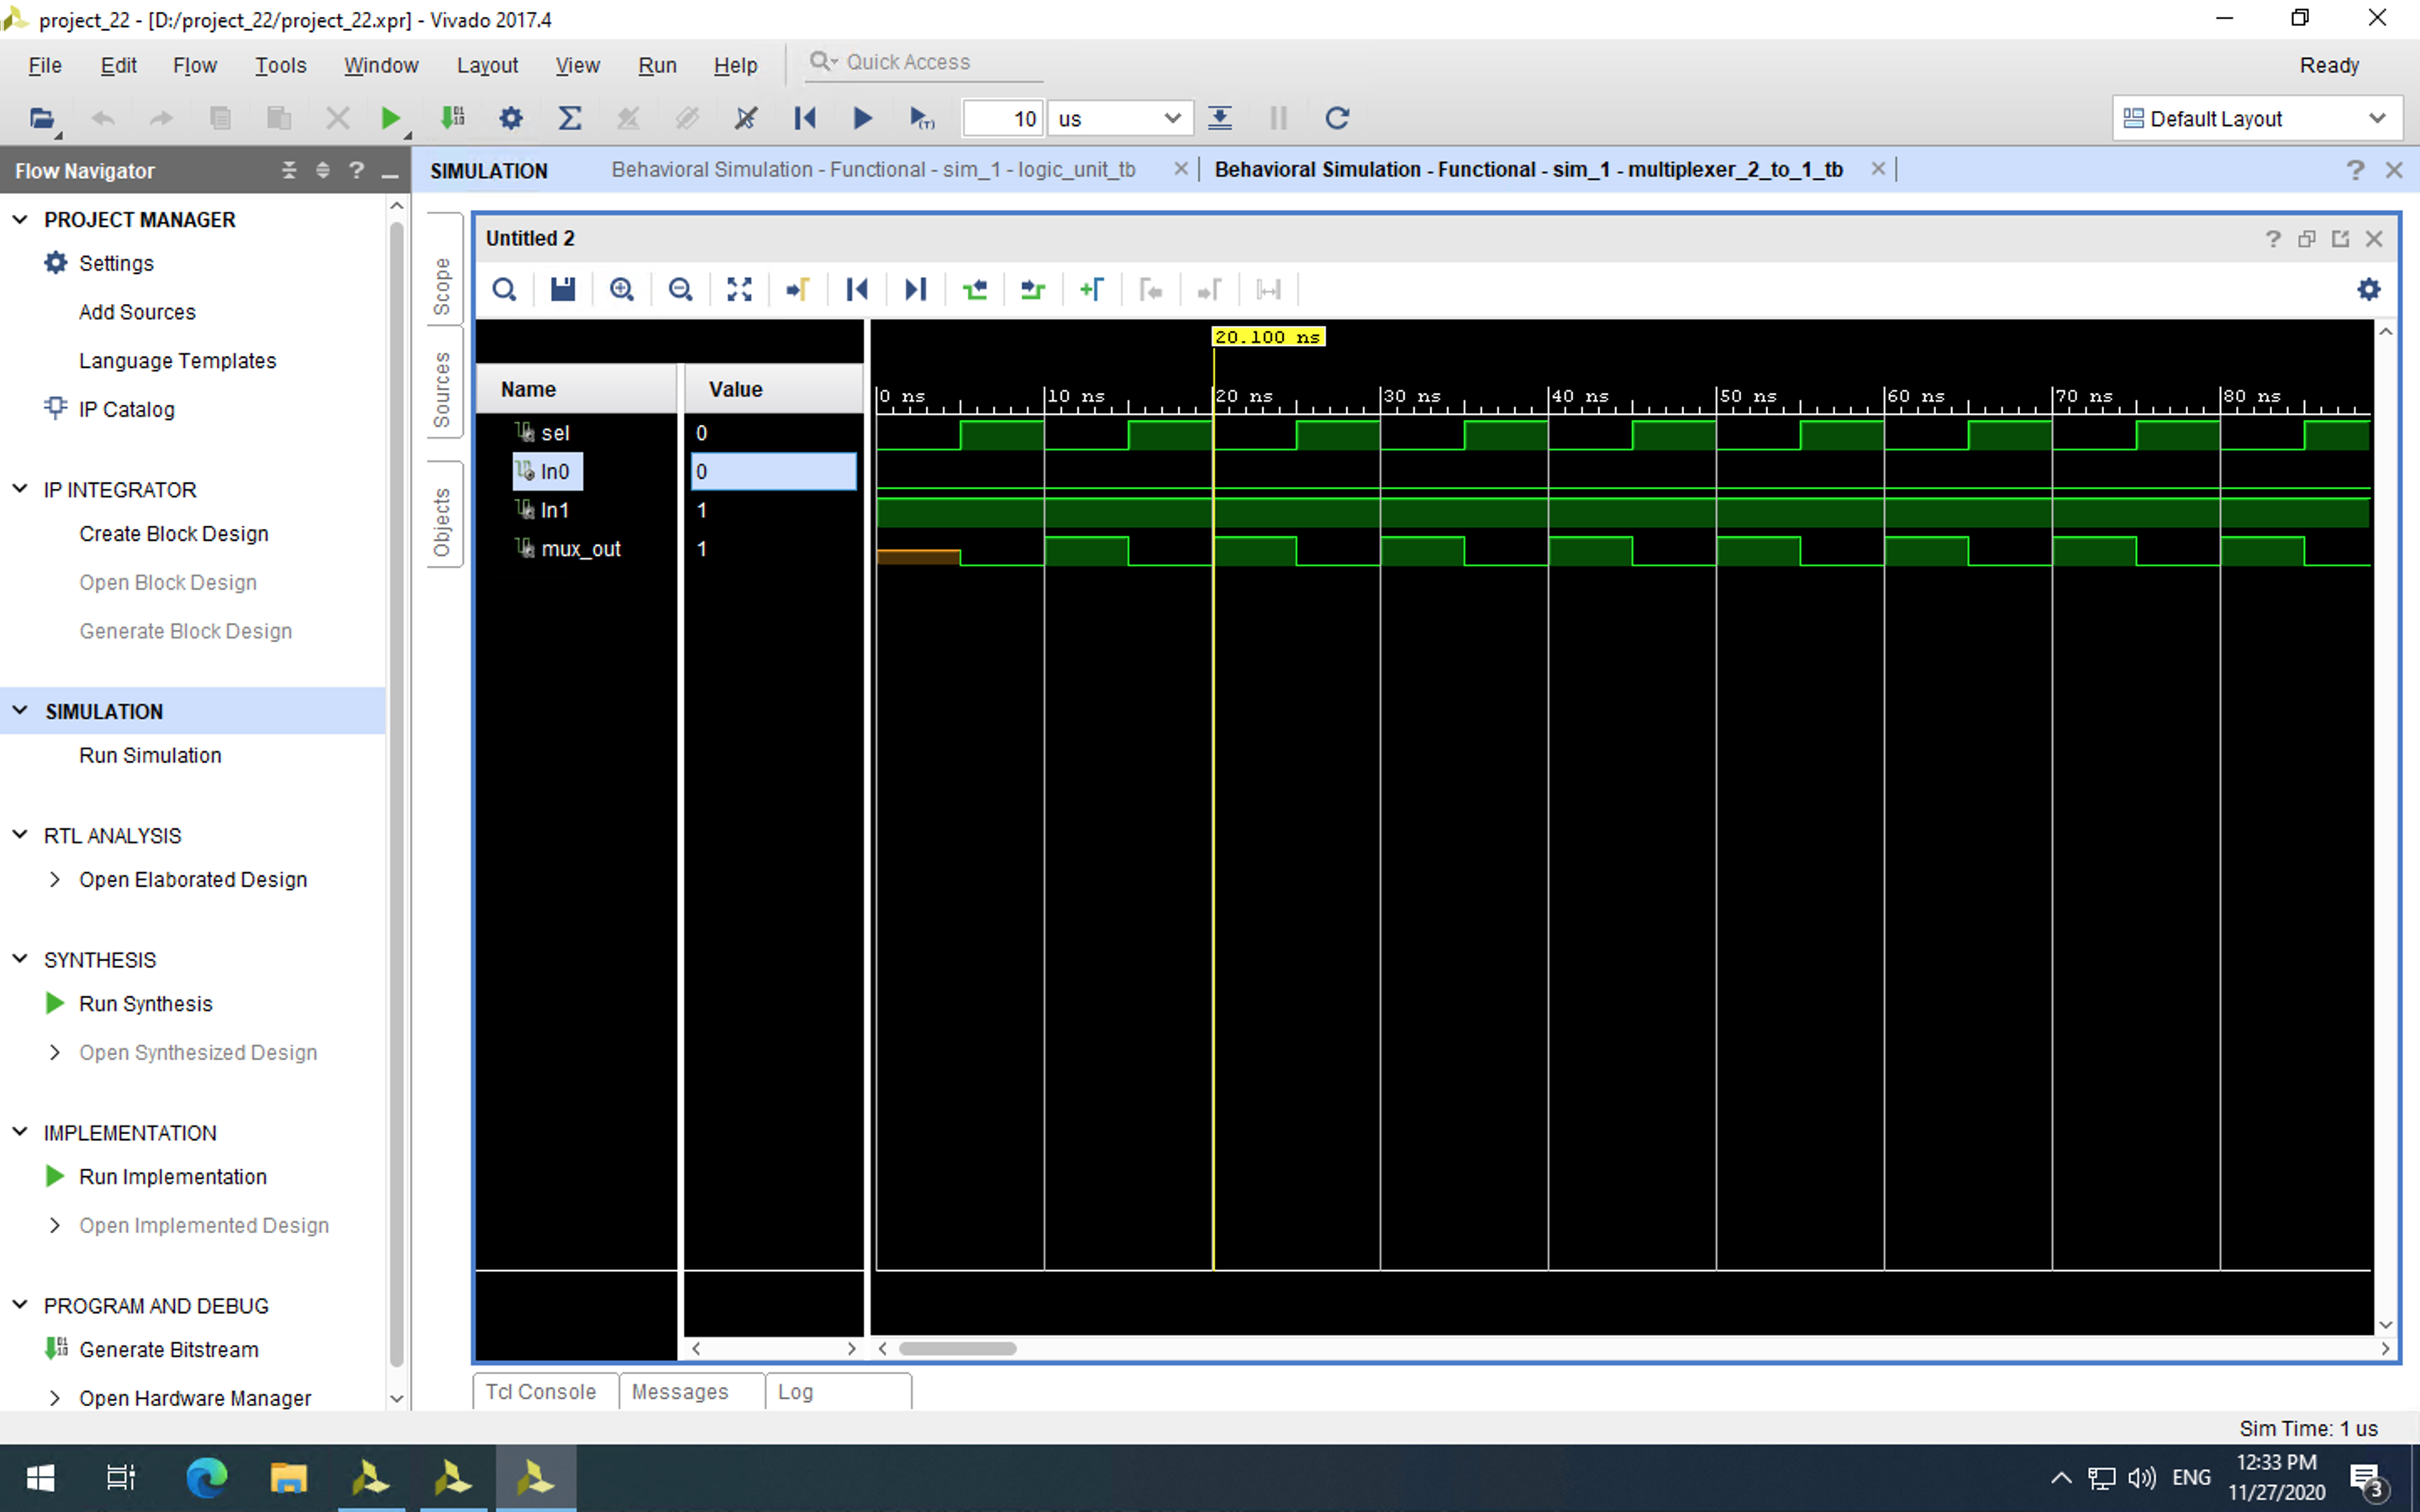 project_22 - [D:/project_22/project_22.xpr] - Vivado 2017.4
File Edit Flow Tools Window Layout View Run Help Quick Access Ready
10 us Default Layout
Flow Navigator
SIMULATION Behavioral Simulation - Functional - sim_1 - logic_unit_tb Behavioral Simulation - Functional - sim_1 - multiplexer_2_to_1_tb
PROJECT MANAGER
Settings
Add Sources
Language Templates
IP Catalog
IP INTEGRATOR
Create Block Design
Open Block Design
Generate Block Design
SIMULATION
Run Simulation
RTL ANALYSIS
Open Elaborated Design
SYNTHESIS
Run Synthesis
Open Synthesized Design
IMPLEMENTATION
Run Implementation
Open Implemented Design
PROGRAM AND DEBUG
Generate Bitstream
Open Hardware Manager
Scope
Sources
Objects
Untitled 2
20.100 ns
Name Value
0 ns 10 ns 20 ns 30 ns 40 ns 50 ns 60 ns 70 ns 80 ns
sel 0
In0 0
In1 1
mux_out 1
Tcl Console Messages Log
Sim Time: 1 us
ENG
12:33 PM
11/27/2020
3